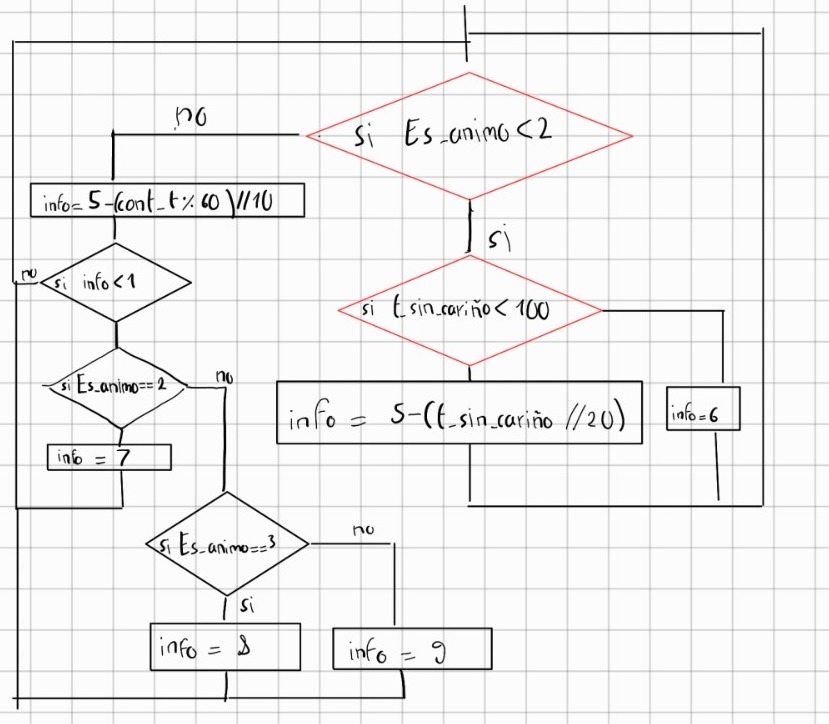 no
si Es_animo<2
info= 5-(cont_t%60)//10
si
no
si info<1
si t_sin_cariño<100
no
si Es_animo==2
info = 5-(t_sin_cariño//20)
info=6
info = 7
no
si Es_animo==3
si
info = 8
info = 9